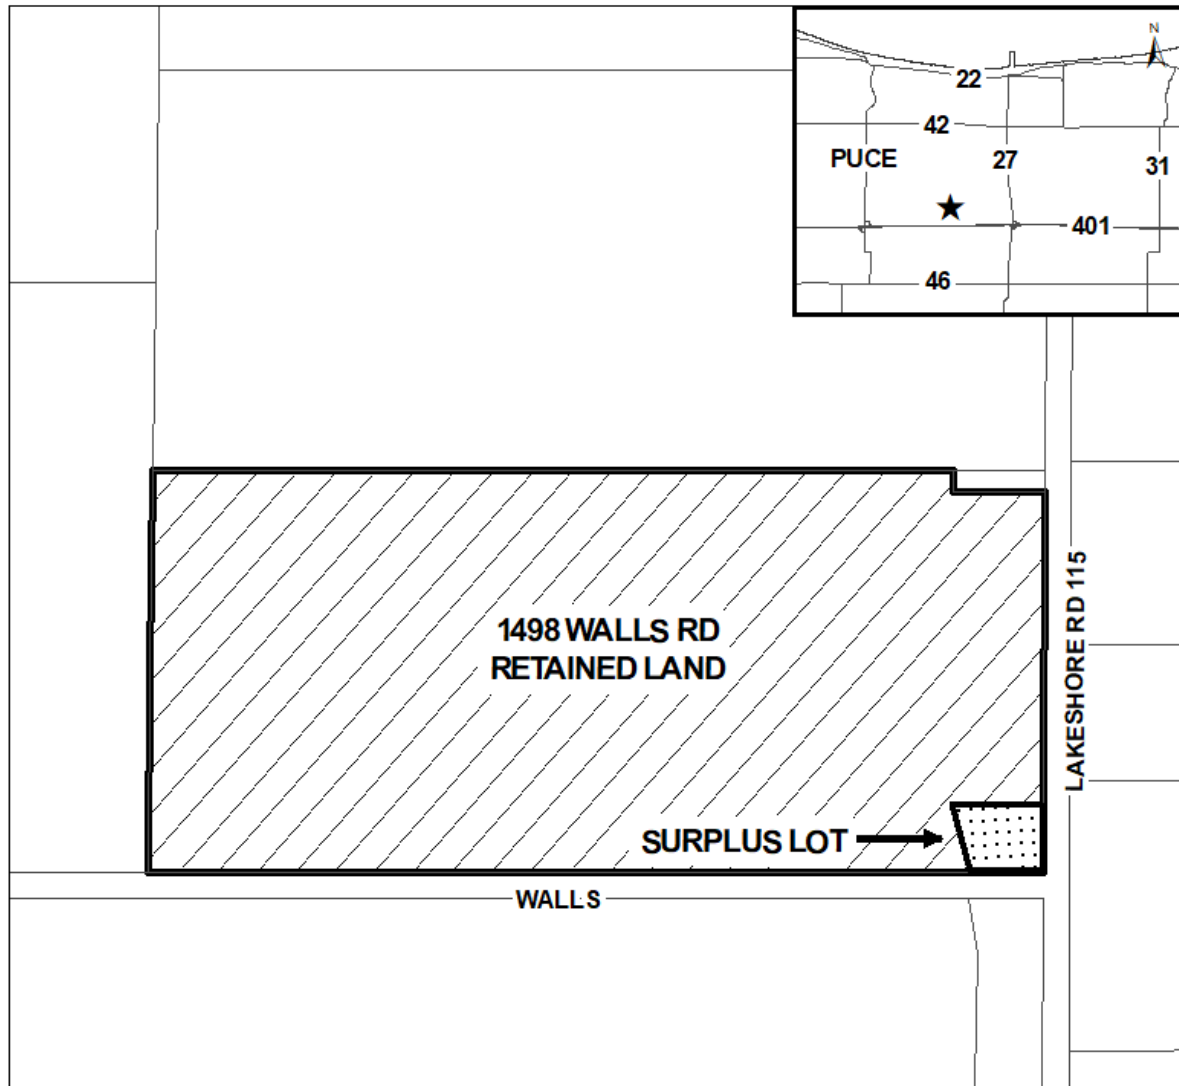 N
22
42
PUCE
27
31
401
46
1498 WALLS RD
RETAINED LAND
LAKESHORE RD 115
SURPLUS LOT
WALLS